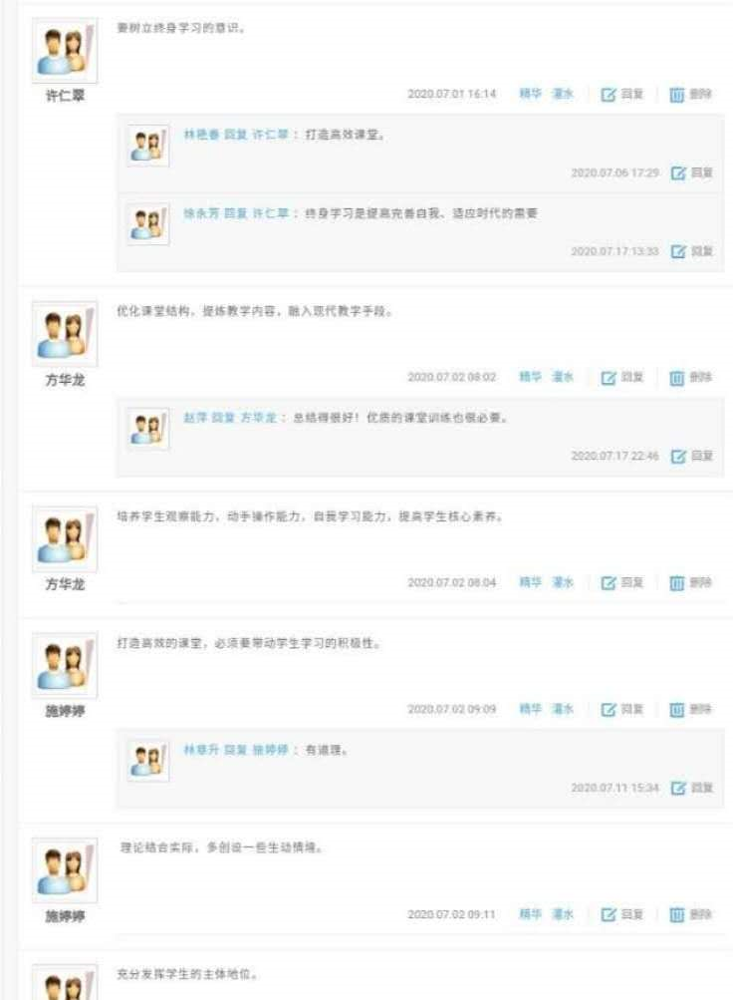 要树立终身学习的意识。
许仁翠
2020.07.01 16:14 精华 灌水 回复 删除
林艳香 回复 许仁翠：打造高效课堂。
2020.07.06 17:29 回复
徐永芳 回复 许仁翠：终身学习是提高完善自我、适应时代的需要
2020.07.17 13:33 回复
优化课堂结构，提炼教学内容，融入现代教学手段。
方华龙
2020.07.02 08:02 精华 灌水 回复 删除
赵萍 回复 方华龙：总结得很好！优质的课堂训练也很必要。
2020.07.17 22:46 回复
培养学生观察能力，动手操作能力，自我学习能力，提高学生核心素养。
方华龙
2020.07.02 08:04 精华 灌水 回复 删除
打造高效的课堂，必须要带动学生学习的积极性。
施婷婷
2020.07.02 09:09 精华 灌水 回复 删除
林章升 回复 施婷婷：有道理。
2020.07.11 15:34 回复
理论结合实际，多创设一些生动情境。
施婷婷
2020.07.02 09:11 精华 灌水 回复 删除
充分发挥学生的主体地位。